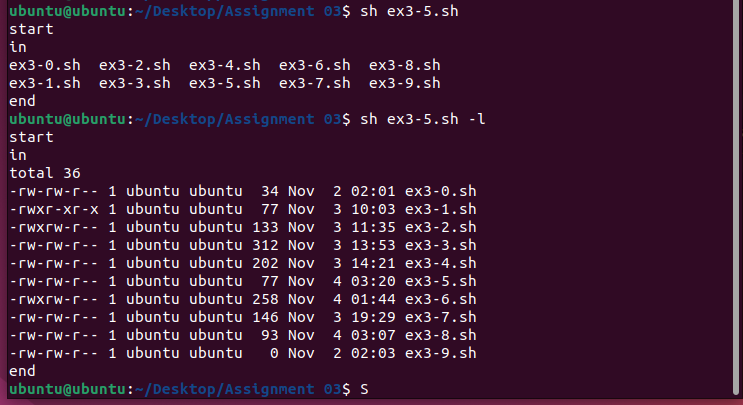 ubuntu@ubuntu:~/Desktop/Assignment 03$ sh ex3-5.sh
start
in
ex3-0.sh  ex3-2.sh  ex3-4.sh  ex3-6.sh  ex3-8.sh
ex3-1.sh  ex3-3.sh  ex3-5.sh  ex3-7.sh  ex3-9.sh
end
ubuntu@ubuntu:~/Desktop/Assignment 03$ sh ex3-5.sh -l
start
in
total 36
-rw-rw-r-- 1 ubuntu ubuntu  34 Nov  2 02:01 ex3-0.sh
-rwxr-xr-x 1 ubuntu ubuntu  77 Nov  3 10:03 ex3-1.sh
-rwxrw-r-- 1 ubuntu ubuntu 133 Nov  3 11:35 ex3-2.sh
-rw-rw-r-- 1 ubuntu ubuntu 312 Nov  3 13:53 ex3-3.sh
-rw-rw-r-- 1 ubuntu ubuntu 202 Nov  3 14:21 ex3-4.sh
-rw-rw-r-- 1 ubuntu ubuntu  77 Nov  4 03:20 ex3-5.sh
-rwxrw-r-- 1 ubuntu ubuntu 258 Nov  4 01:44 ex3-6.sh
-rw-rw-r-- 1 ubuntu ubuntu 146 Nov  3 19:29 ex3-7.sh
-rw-rw-r-- 1 ubuntu ubuntu  93 Nov  4 03:07 ex3-8.sh
-rw-rw-r-- 1 ubuntu ubuntu   0 Nov  2 02:03 ex3-9.sh
end
ubuntu@ubuntu:~/Desktop/Assignment 03$ S